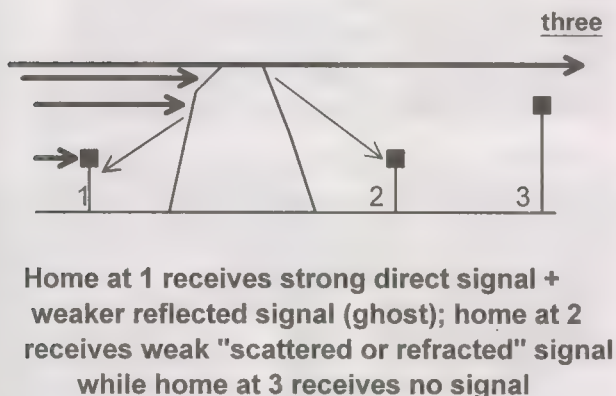 three
1
2
3
Home at 1 receives strong direct signal +
weaker reflected signal (ghost); home at 2
receives weak "scattered or refracted" signal
while home at 3 receives no signal